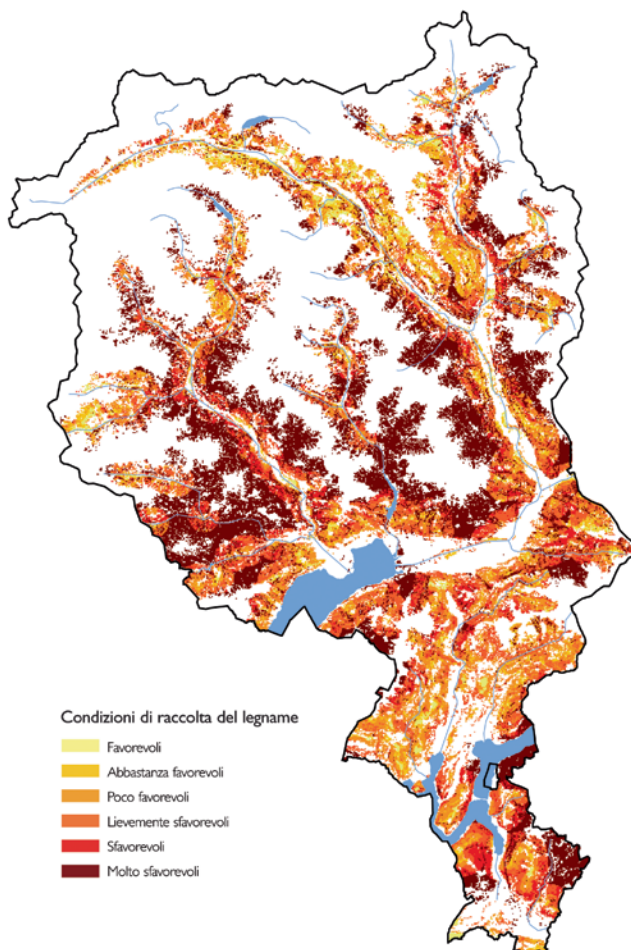 Condizioni di raccolta del legname
Favorevoli
Abbastanza favorevoli
Poco favorevoli
Lievemente sfavorevoli
Sfavorevoli
Molto sfavorevoli